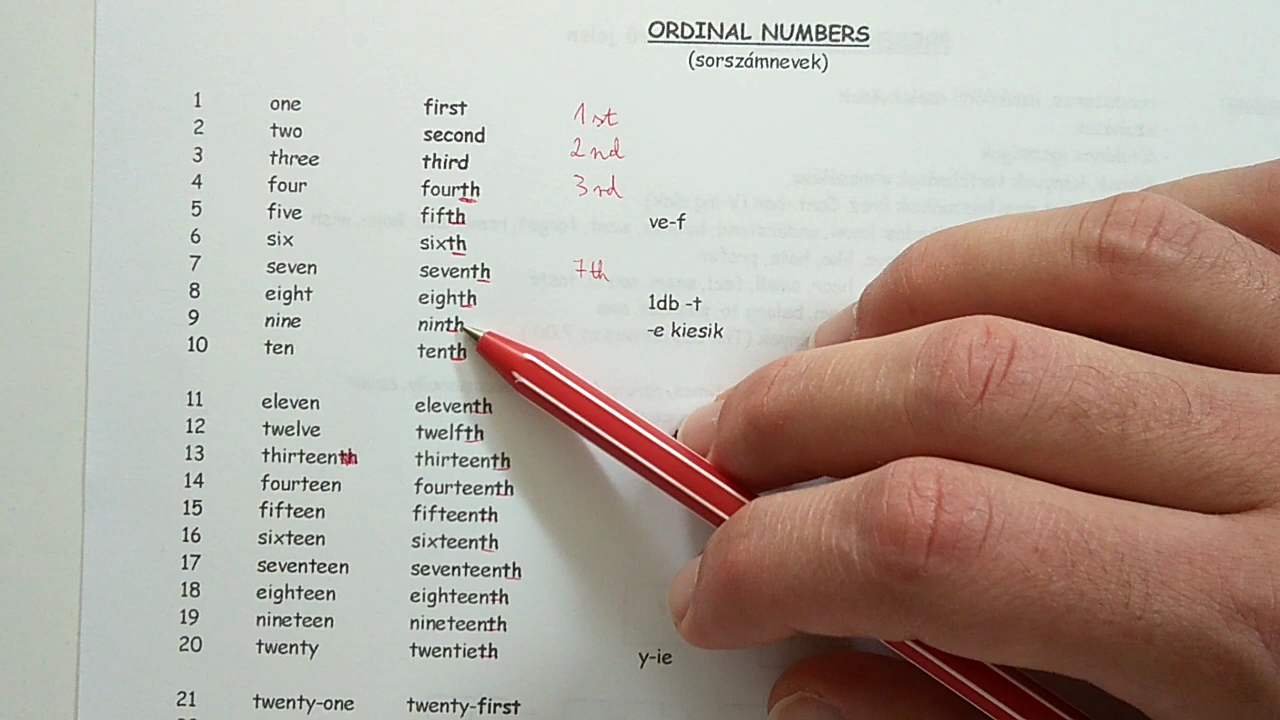 ORDINAL NUMBERS
(sorszámnevek)
1 one first 1st
2 two second 2nd
3 three third 3rd
4 four fourth
5 five fifth ve-f
6 six sixth
7 seven seventh 7th
8 eight eighth 1db -t
9 nine ninth -e kiesik
10 ten tenth
11 eleven eleventh
12 twelve twelfth
13 thirteenth thirteenth
14 fourteen fourteenth
15 fifteen fifteenth
16 sixteen sixteenth
17 seventeen seventeenth
18 eighteen eighteenth
19 nineteen nineteenth
20 twenty twentieth y-ie
21 twenty-one twenty-first